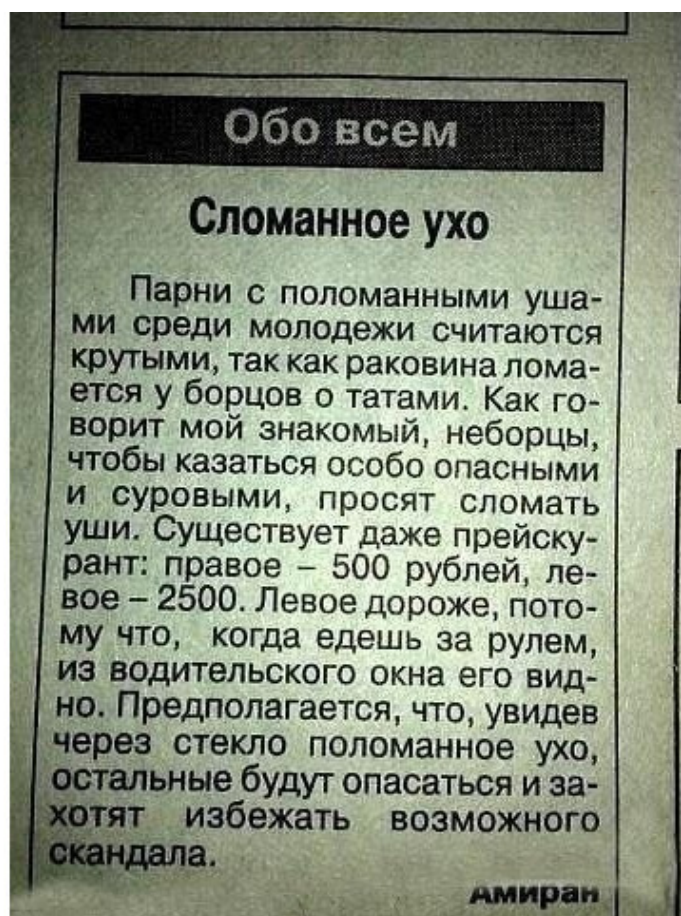 Обо всем
Сломанное ухо
Парни с поломанными уша-
ми среди молодежи считаются
крутыми, так как раковина лома-
ется у борцов о татами. Как го-
ворит мой знакомый, неборцы,
чтобы казаться особо опасными
и суровыми, просят сломать
уши. Существует даже прейску-
рант: правое – 500 рублей, ле-
вое – 2500. Левое дороже, пото-
му что, когда едешь за рулем,
из водительского окна его вид-
но. Предполагается, что, увидев
через стекло поломанное ухо,
остальные будут опасаться и за-
хотят избежать возможного
скандала.
Амиран